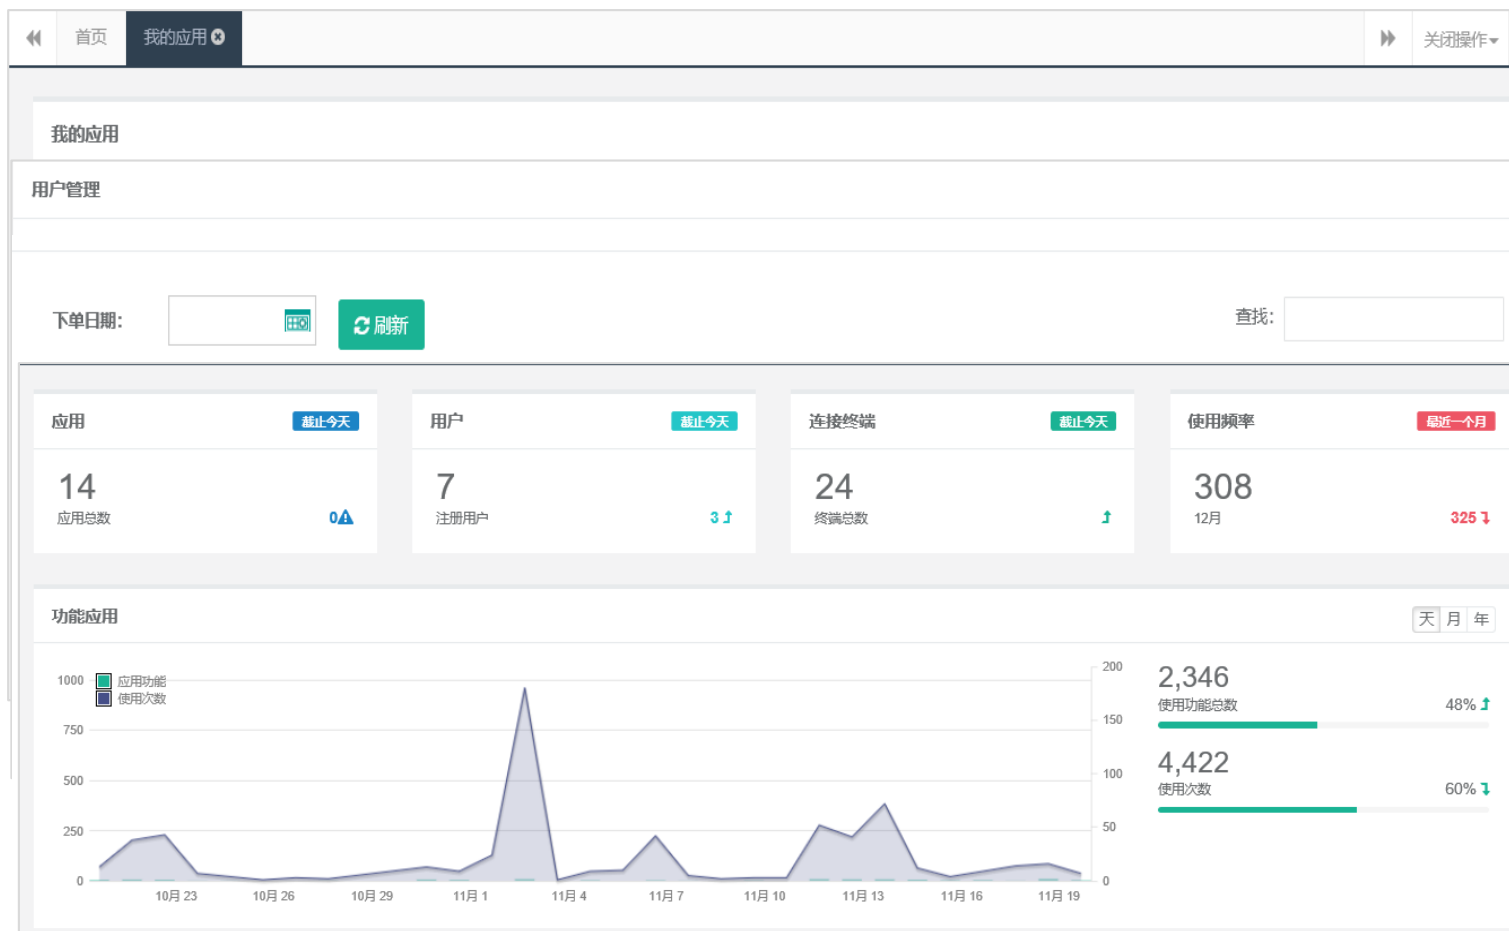 首页
我的应用
关闭操作
我的应用
用户管理
下单日期：
刷新
查找：
应用
截止今天
14
应用总数
0
用户
截止今天
7
注册用户
3
连接终端
截止今天
24
终端总数
使用频率
最近一个月
308
12月
325
功能应用
天 月 年
应用功能
使用次数
1000
750
500
250
0
200
150
100
50
0
10月 23
10月 26
10月 29
11月 1
11月 4
11月 7
11月 10
11月 13
11月 16
11月 19
2,346
使用功能总数
48%
4,422
使用次数
60%